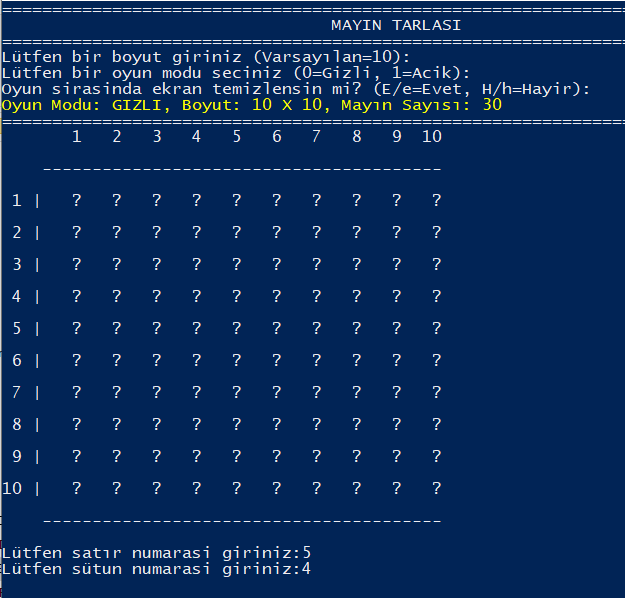 ================================================================
MAYIN TARLASI
================================================================
Lütfen bir boyut giriniz (Varsayılan=10):
Lütfen bir oyun modu seciniz (0=Gizli, 1=Acik):
Oyun sirasinda ekran temizlensin mi? (E/e=Evet, H/h=Hayir):
Oyun Modu: GIZLI, Boyut: 10 X 10, Mayin Sayısı: 30
================================================================
1 2 3 4 5 6 7 8 9 10
----------------------------------------
1 | ? ? ? ? ? ? ? ? ? ?
2 | ? ? ? ? ? ? ? ? ? ?
3 | ? ? ? ? ? ? ? ? ? ?
4 | ? ? ? ? ? ? ? ? ? ?
5 | ? ? ? ? ? ? ? ? ? ?
6 | ? ? ? ? ? ? ? ? ? ?
7 | ? ? ? ? ? ? ? ? ? ?
8 | ? ? ? ? ? ? ? ? ? ?
9 | ? ? ? ? ? ? ? ? ? ?
10 | ? ? ? ? ? ? ? ? ? ?
----------------------------------------
Lütfen satır numarasi giriniz:5
Lütfen sütun numarasi giriniz:4